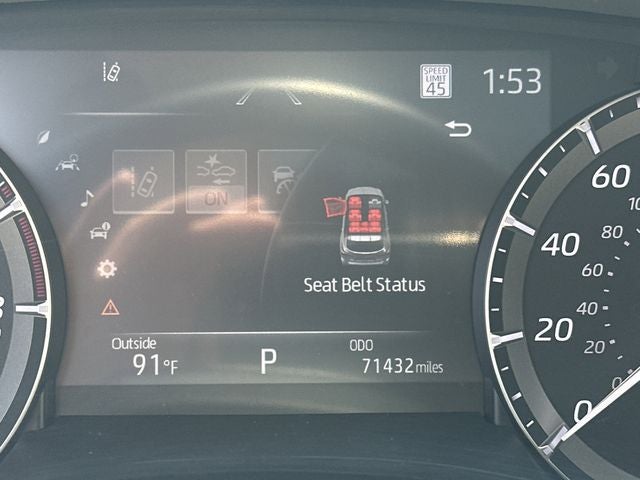 SPEED
LIMIT
45
1:53
ON
Seat Belt Status
Outside
91°F
P
ODO
71432 miles
60
40
20
0
80
60
40
20
0